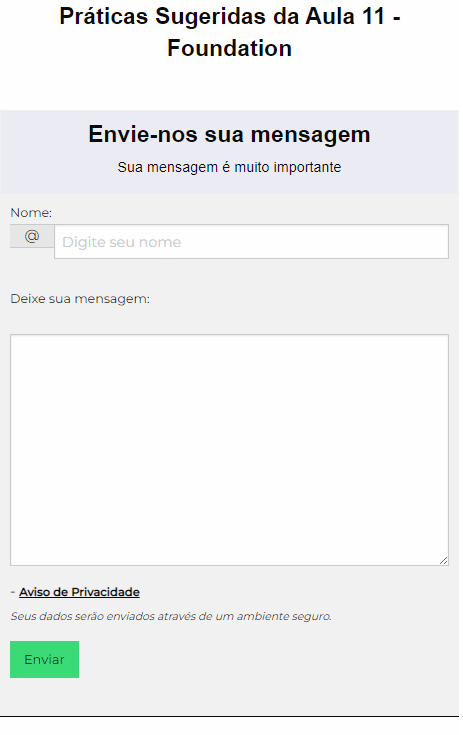 Práticas Sugeridas da Aula 11 -
Foundation
Envie-nos sua mensagem
Sua mensagem é muito importante
Nome:
@ Digite seu nome
Deixe sua mensagem:
- Aviso de Privacidade
Seus dados serão enviados através de um ambiente seguro.
Enviar